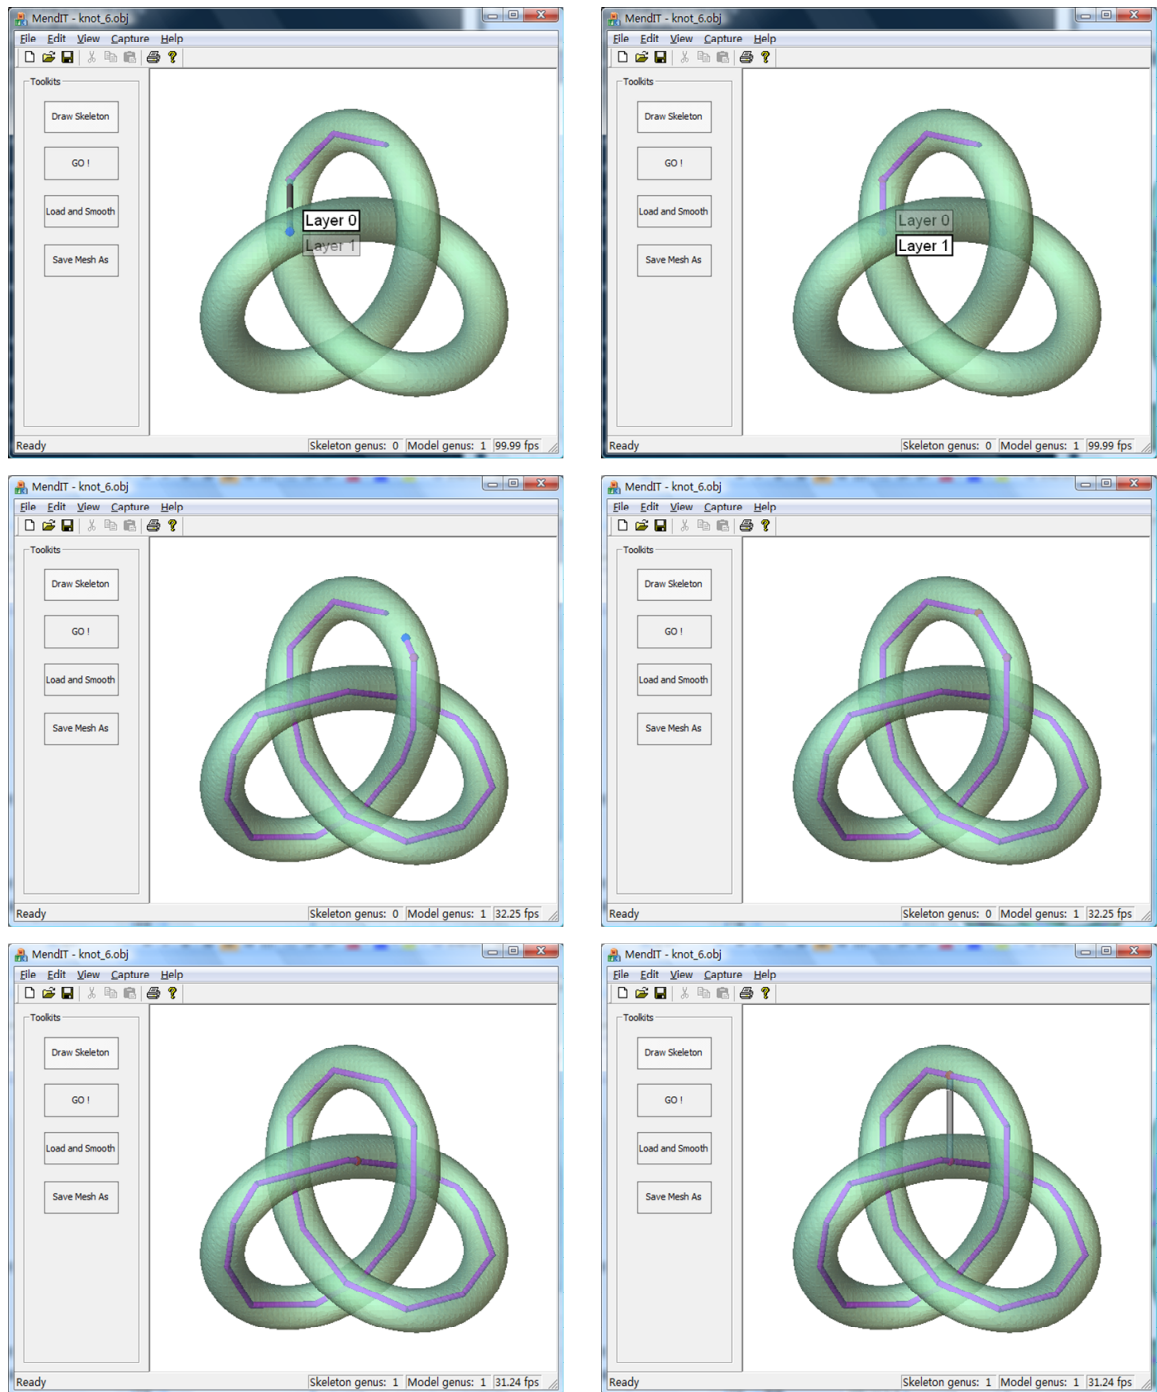 MendIT - knot_6.obj
File Edit View Capture Help
Toolkits
Draw Skeleton
GO !
Load and Smooth
Save Mesh As
Layer 0
Layer 1
Ready
Skeleton genus: 0 Model genus: 1 99.99 fps
MendIT - knot_6.obj
File Edit View Capture Help
Toolkits
Draw Skeleton
GO !
Load and Smooth
Save Mesh As
Layer 0
Layer 1
Ready
Skeleton genus: 0 Model genus: 1 99.99 fps
MendIT - knot_6.obj
File Edit View Capture Help
Toolkits
Draw Skeleton
GO !
Load and Smooth
Save Mesh As
Ready
Skeleton genus: 0 Model genus: 1 32.25 fps
MendIT - knot_6.obj
File Edit View Capture Help
Toolkits
Draw Skeleton
GO !
Load and Smooth
Save Mesh As
Ready
Skeleton genus: 0 Model genus: 1 32.25 fps
MendIT - knot_6.obj
File Edit View Capture Help
Toolkits
Draw Skeleton
GO !
Load and Smooth
Save Mesh As
Ready
Skeleton genus: 1 Model genus: 1 31.24 fps
MendIT - knot_6.obj
File Edit View Capture Help
Toolkits
Draw Skeleton
GO !
Load and Smooth
Save Mesh As
Ready
Skeleton genus: 1 Model genus: 1 31.24 fps